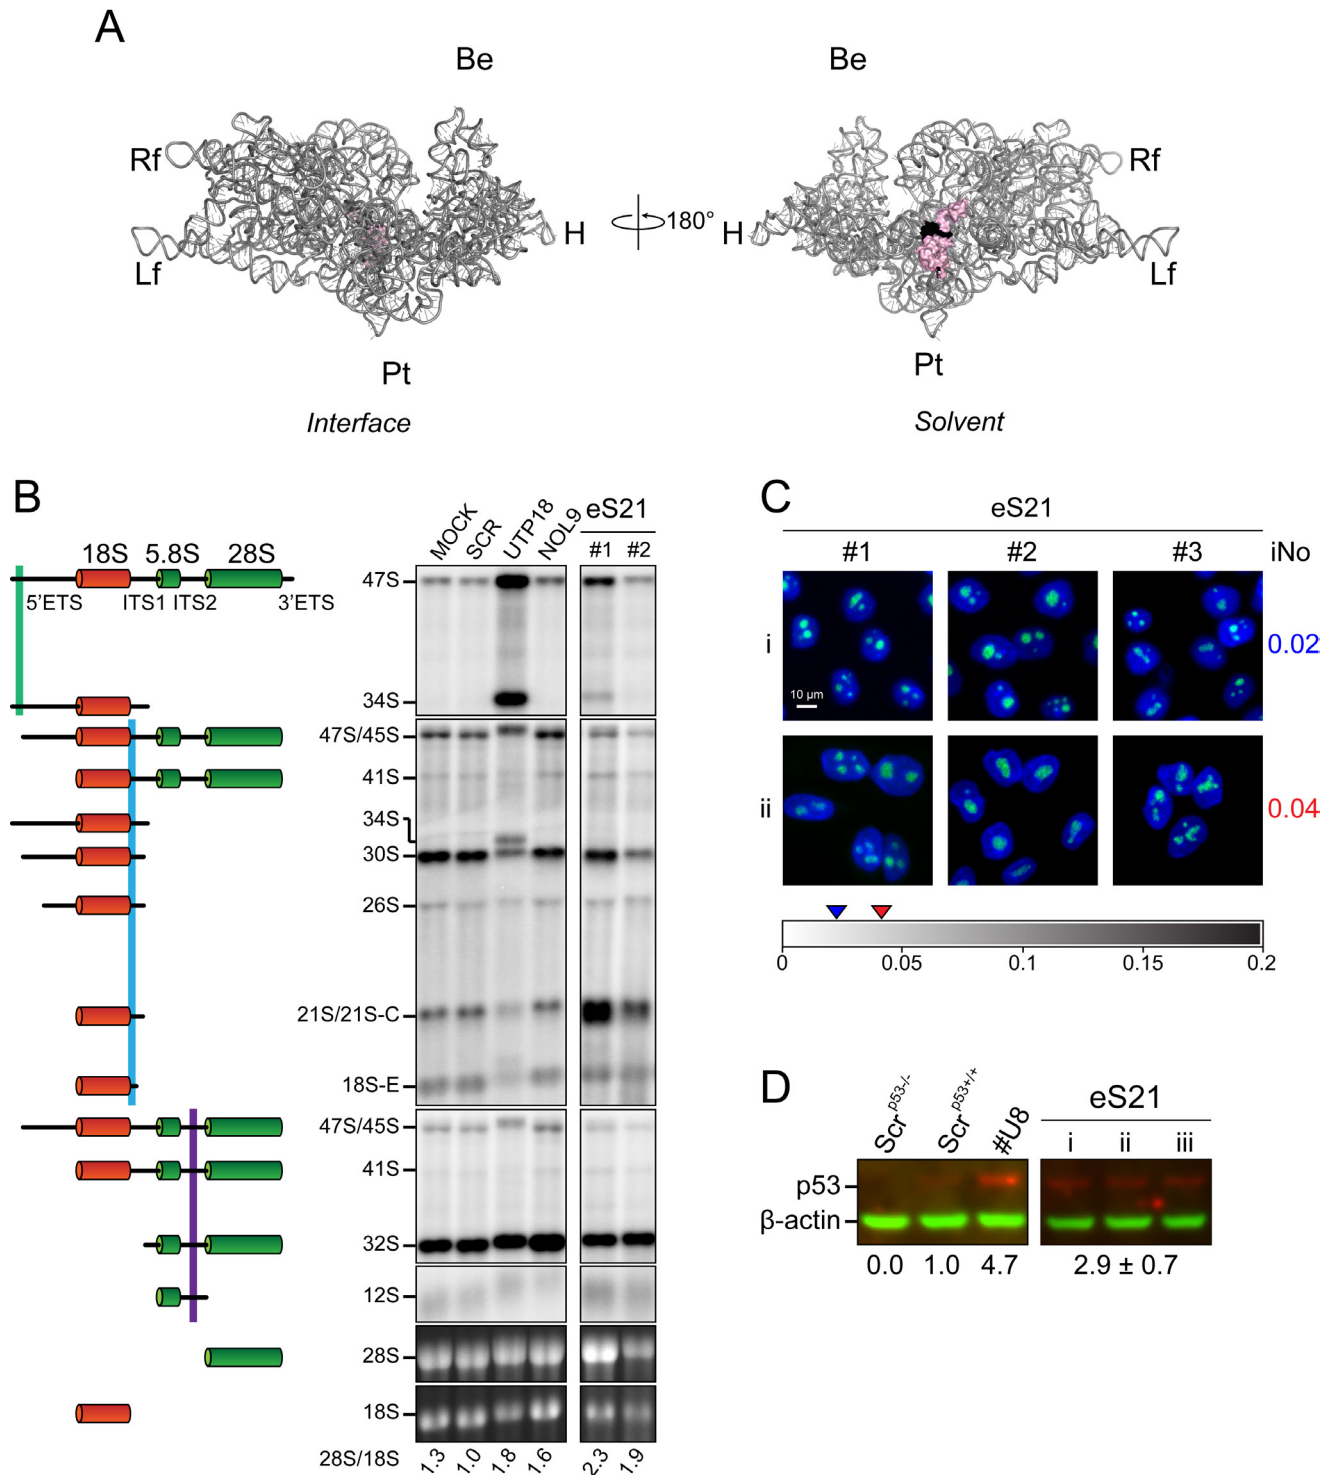 A
Be
Be
Rf
Rf
H
180°
H
Lf
Lf
Pt
Pt
Interface
Solvent
B
MOCK
SCR
UTP18
NOL9
eS21
#1 #2
18S 5.8S 28S
5'ETS ITS1 ITS2 3'ETS
47S
34S
47S/45S
41S
34S
30S
26S
21S/21S-C
18S-E
47S/45S
41S
32S
12S
28S
18S
28S/18S 1.3 1.0 1.8 1.6 2.3 1.9
C
eS21
#1 #2 #3 iNo
i
10 µm
0.02
ii
0.04
0 0.05 0.1 0.15 0.2
D
Scr p53-/-
Scr p53+/+
#U8
eS21
i ii iii
p53
β-actin
0.0 1.0 4.7 2.9 ± 0.7